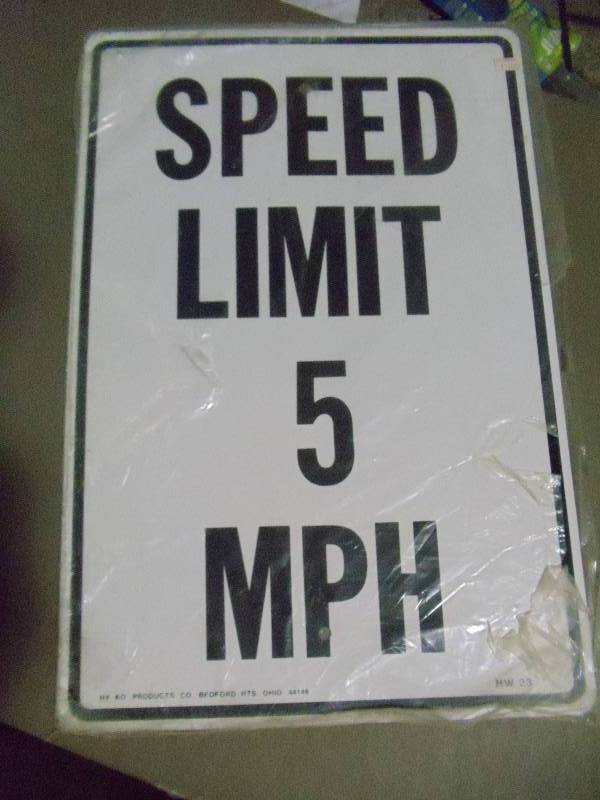 SPEED
LIMIT
5
MPH
HY-KO PRODUCTS CO. BEDFORD HTS. OHIO 44146
HW 23